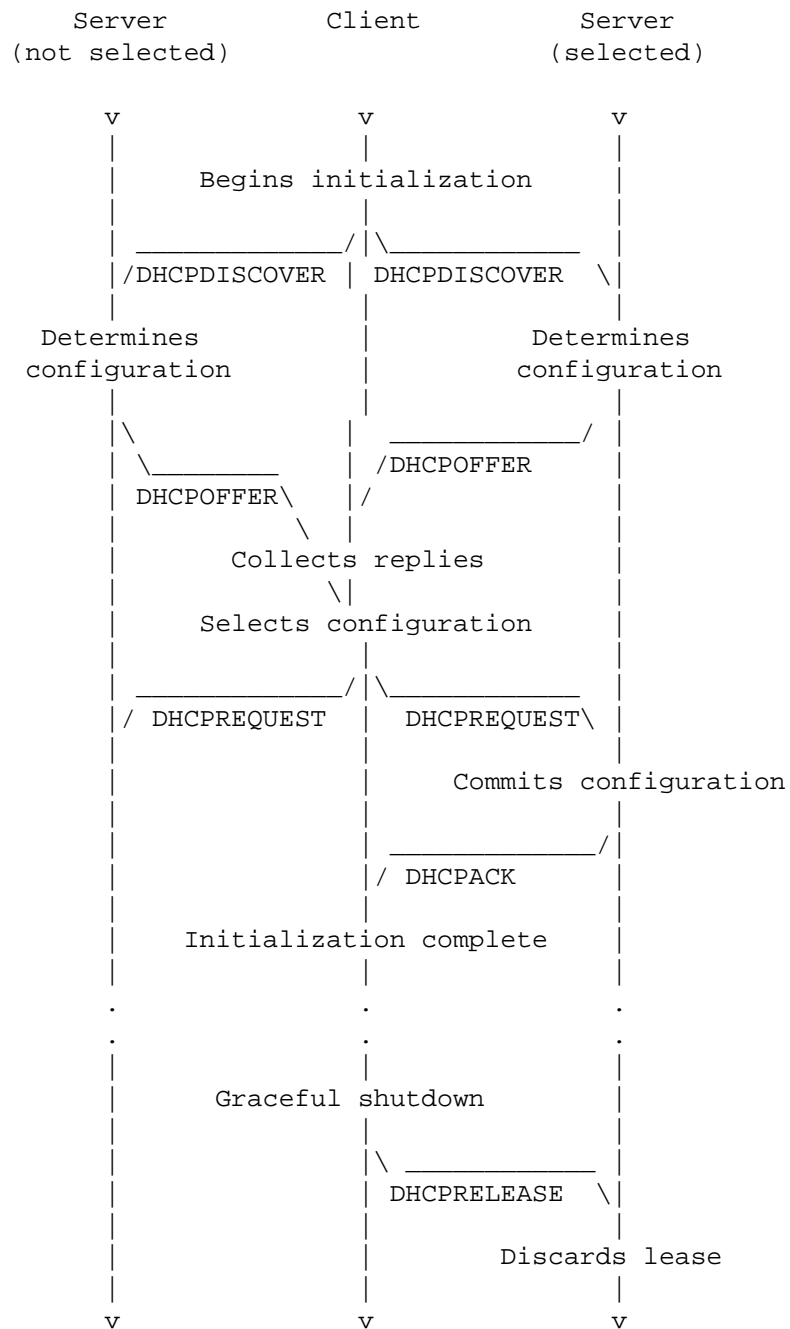 Server Client Server
(not selected) (selected)
v v v
Begins initialization
DHCPDISCOVER DHCPDISCOVER
Determines Determines
configuration configuration
DHCPOFFER
DHCPOFFER
Collects replies
Selects configuration
DHCPREQUEST DHCPREQUEST
Commits configuration
DHCPACK
Initialization complete
. . .
. . .
Graceful shutdown
DHCPRELEASE
Discards lease
v v v